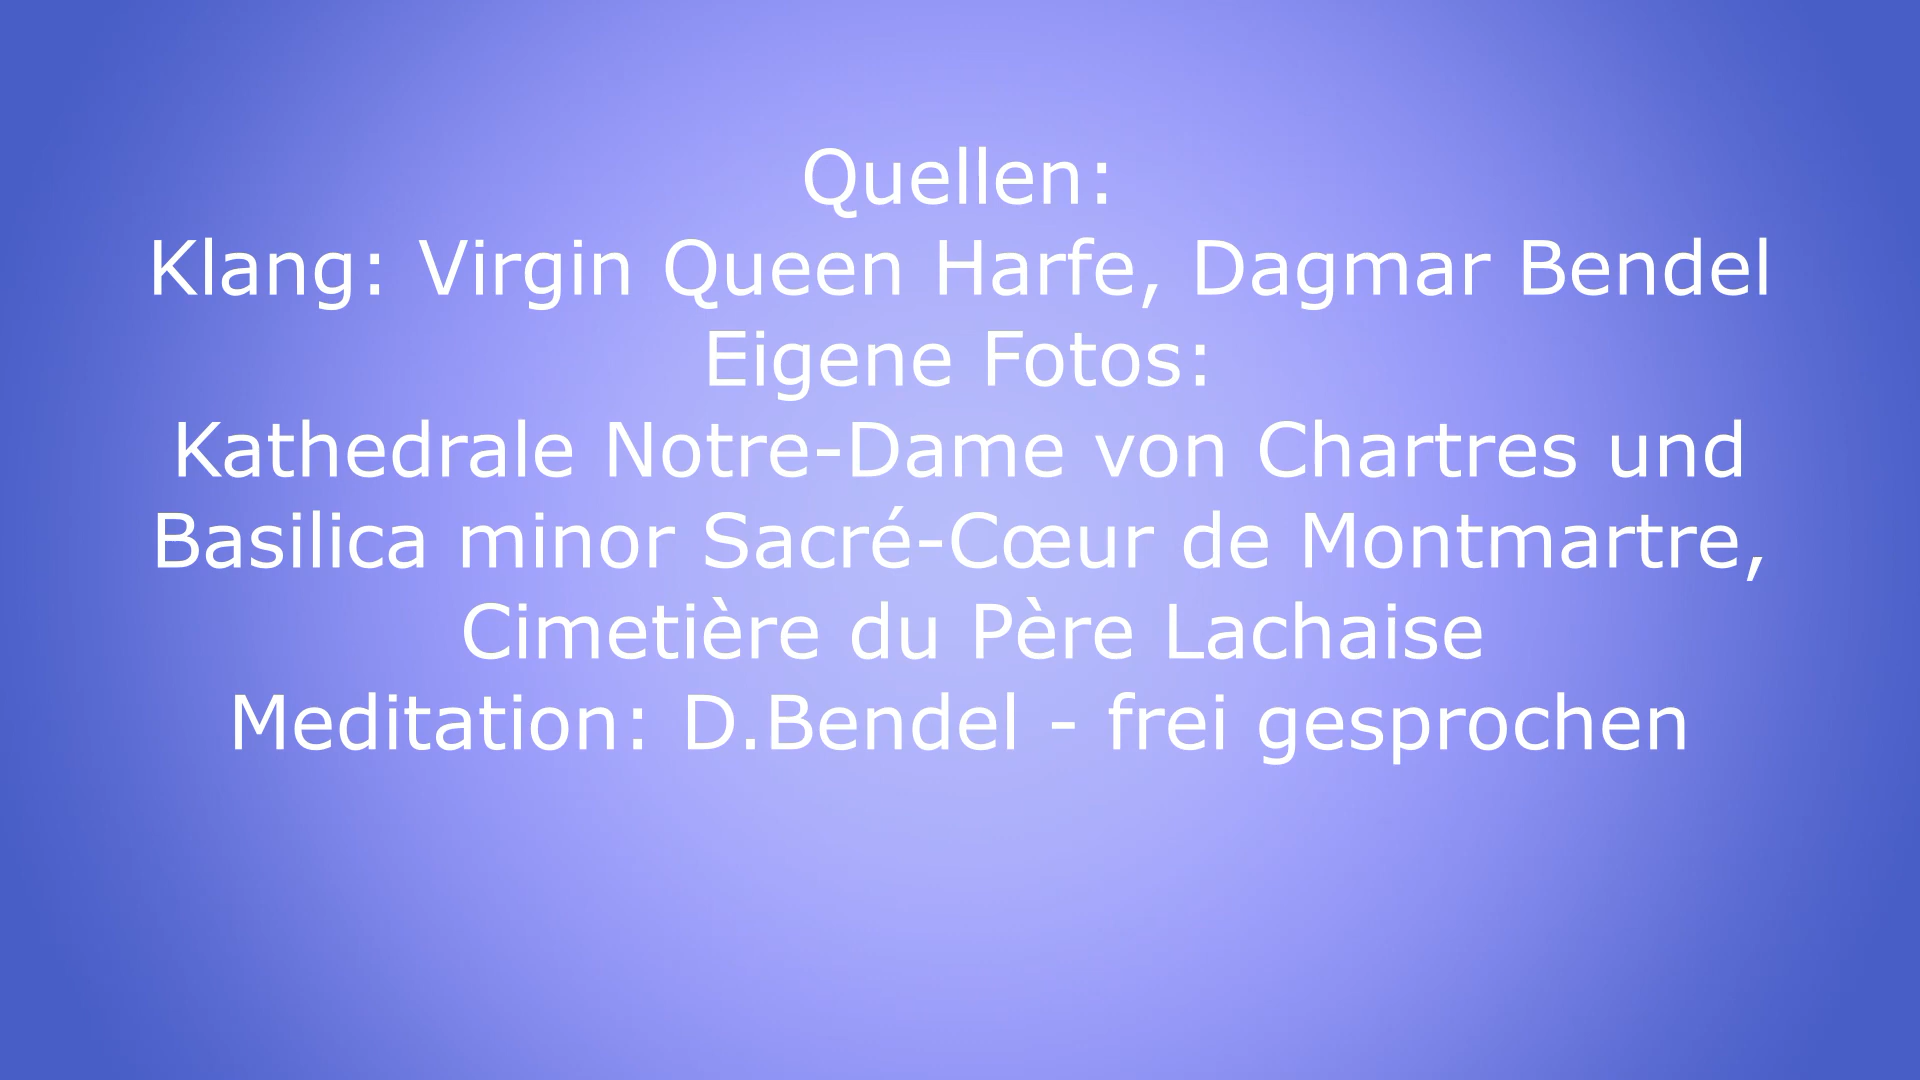 Quellen:
Klang: Virgin Queen Harfe, Dagmar Bendel
Eigene Fotos:
Kathedrale Notre-Dame von Chartres und
Basilica minor Sacré-Cœur de Montmartre,
Cimetière du Père Lachaise
Meditation: D.Bendel - frei gesprochen